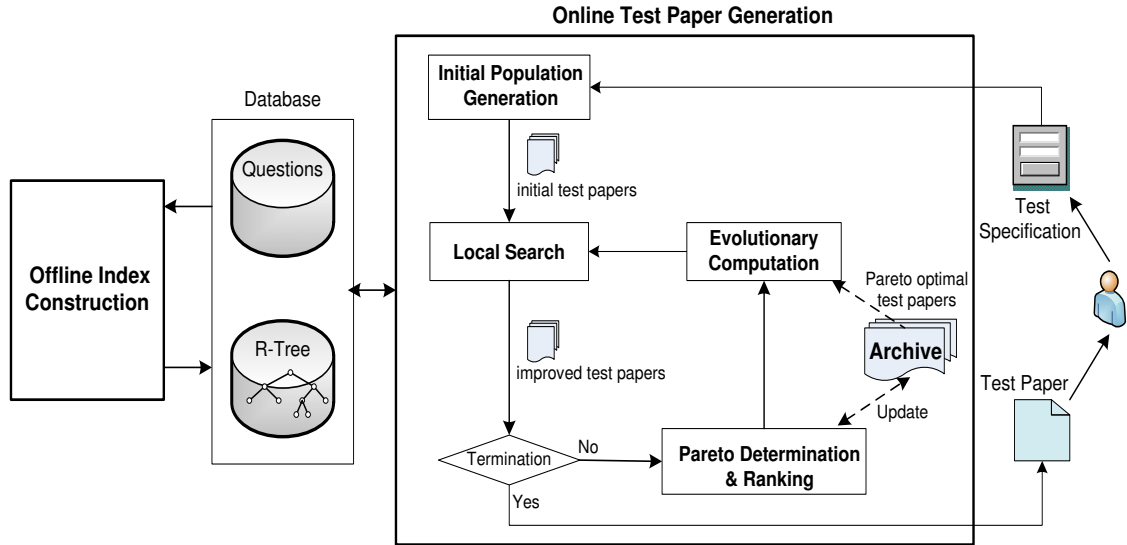 Online Test Paper Generation
Initial Population
Generation
Database
Questions
initial test papers
Test
Specification
Offline Index
Construction
Local Search
Evolutionary
Computation
Pareto optimal
test papers
R-Tree
improved test papers
Archive
Test Paper
Update
Termination
No
Pareto Determination
& Ranking
Yes